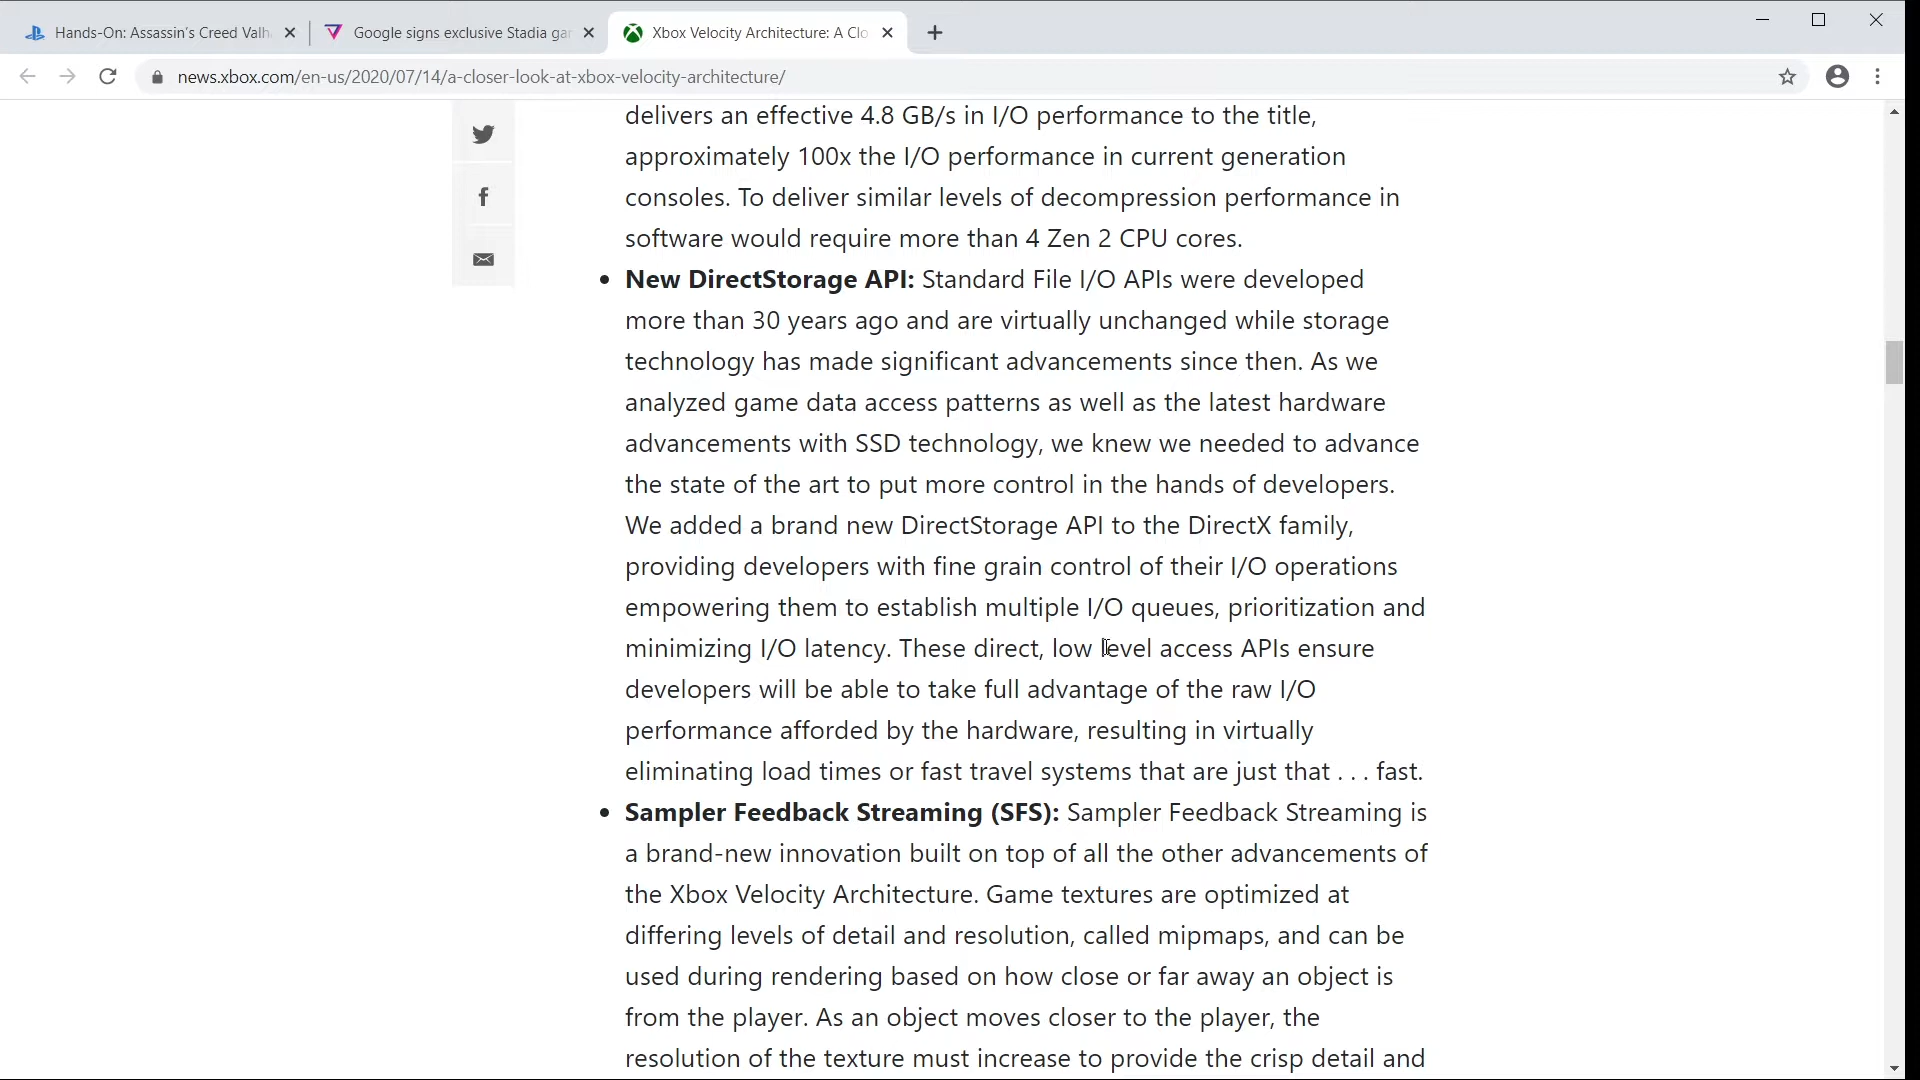 Hands-On: Assassin's Creed Valh
Google signs exclusive Stadia gar
Xbox Velocity Architecture: A Clo
news.xbox.com/en-us/2020/07/14/a-closer-look-at-xbox-velocity-architecture/
delivers an effective 4.8 GB/s in I/O performance to the title,
approximately 100x the I/O performance in current generation
consoles. To deliver similar levels of decompression performance in
software would require more than 4 Zen 2 CPU cores.
• New DirectStorage API: Standard File I/O APIs were developed
more than 30 years ago and are virtually unchanged while storage
technology has made significant advancements since then. As we
analyzed game data access patterns as well as the latest hardware
advancements with SSD technology, we knew we needed to advance
the state of the art to put more control in the hands of developers.
We added a brand new DirectStorage API to the DirectX family,
providing developers with fine grain control of their I/O operations
empowering them to establish multiple I/O queues, prioritization and
minimizing I/O latency. These direct, low level access APIs ensure
developers will be able to take full advantage of the raw I/O
performance afforded by the hardware, resulting in virtually
eliminating load times or fast travel systems that are just that . . . fast.
• Sampler Feedback Streaming (SFS): Sampler Feedback Streaming is
a brand-new innovation built on top of all the other advancements of
the Xbox Velocity Architecture. Game textures are optimized at
differing levels of detail and resolution, called mipmaps, and can be
used during rendering based on how close or far away an object is
from the player. As an object moves closer to the player, the
resolution of the texture must increase to provide the crisp detail and